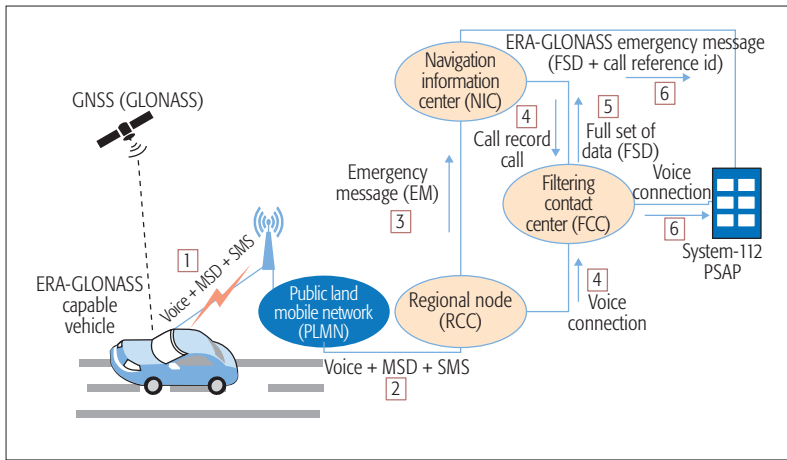 GNSS (GLONASS)
ERA-GLONASS
capable
vehicle
1
Voice + MSD + SMS
Public land
mobile network
(PLMN)
Voice + MSD + SMS
2
Regional node
(RCC)
Emergency
message (EM)
3
Navigation
information
center (NIC)
4
Call record
call
5
Full set of
data (FSD)
ERA-GLONASS emergency message
(FSD + call reference id)
6
Filtering
contact
center (FCC)
4
Voice
connection
Voice
connection
6
System-112
PSAP